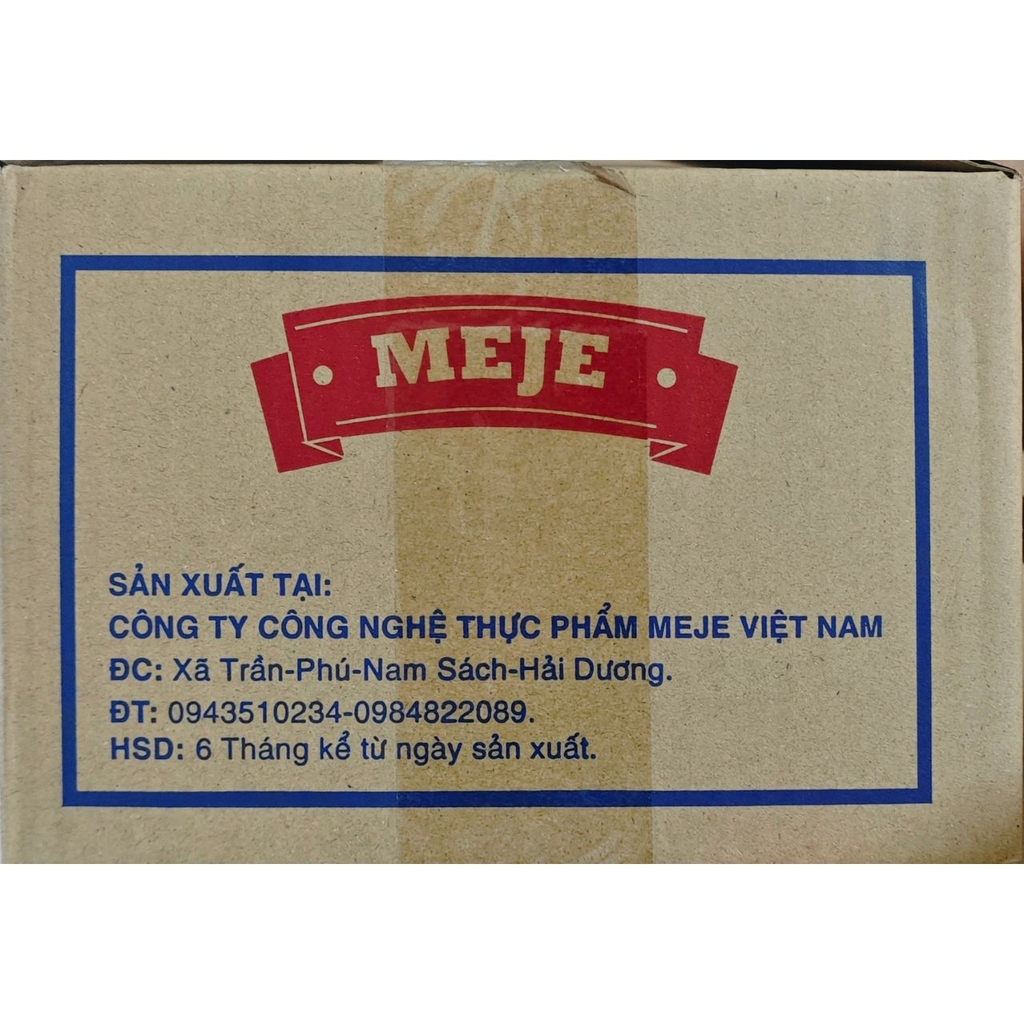 MEJE
SẢN XUẤT TẠI:
CÔNG TY CÔNG NGHỆ THỰC PHẨM MEJE VIỆT NAM
ĐC: Xã Trần-Phú-Nam Sách-Hải Dương.
ĐT: 0943510234-0984822089.
HSD: 6 Tháng kể từ ngày sản xuất.